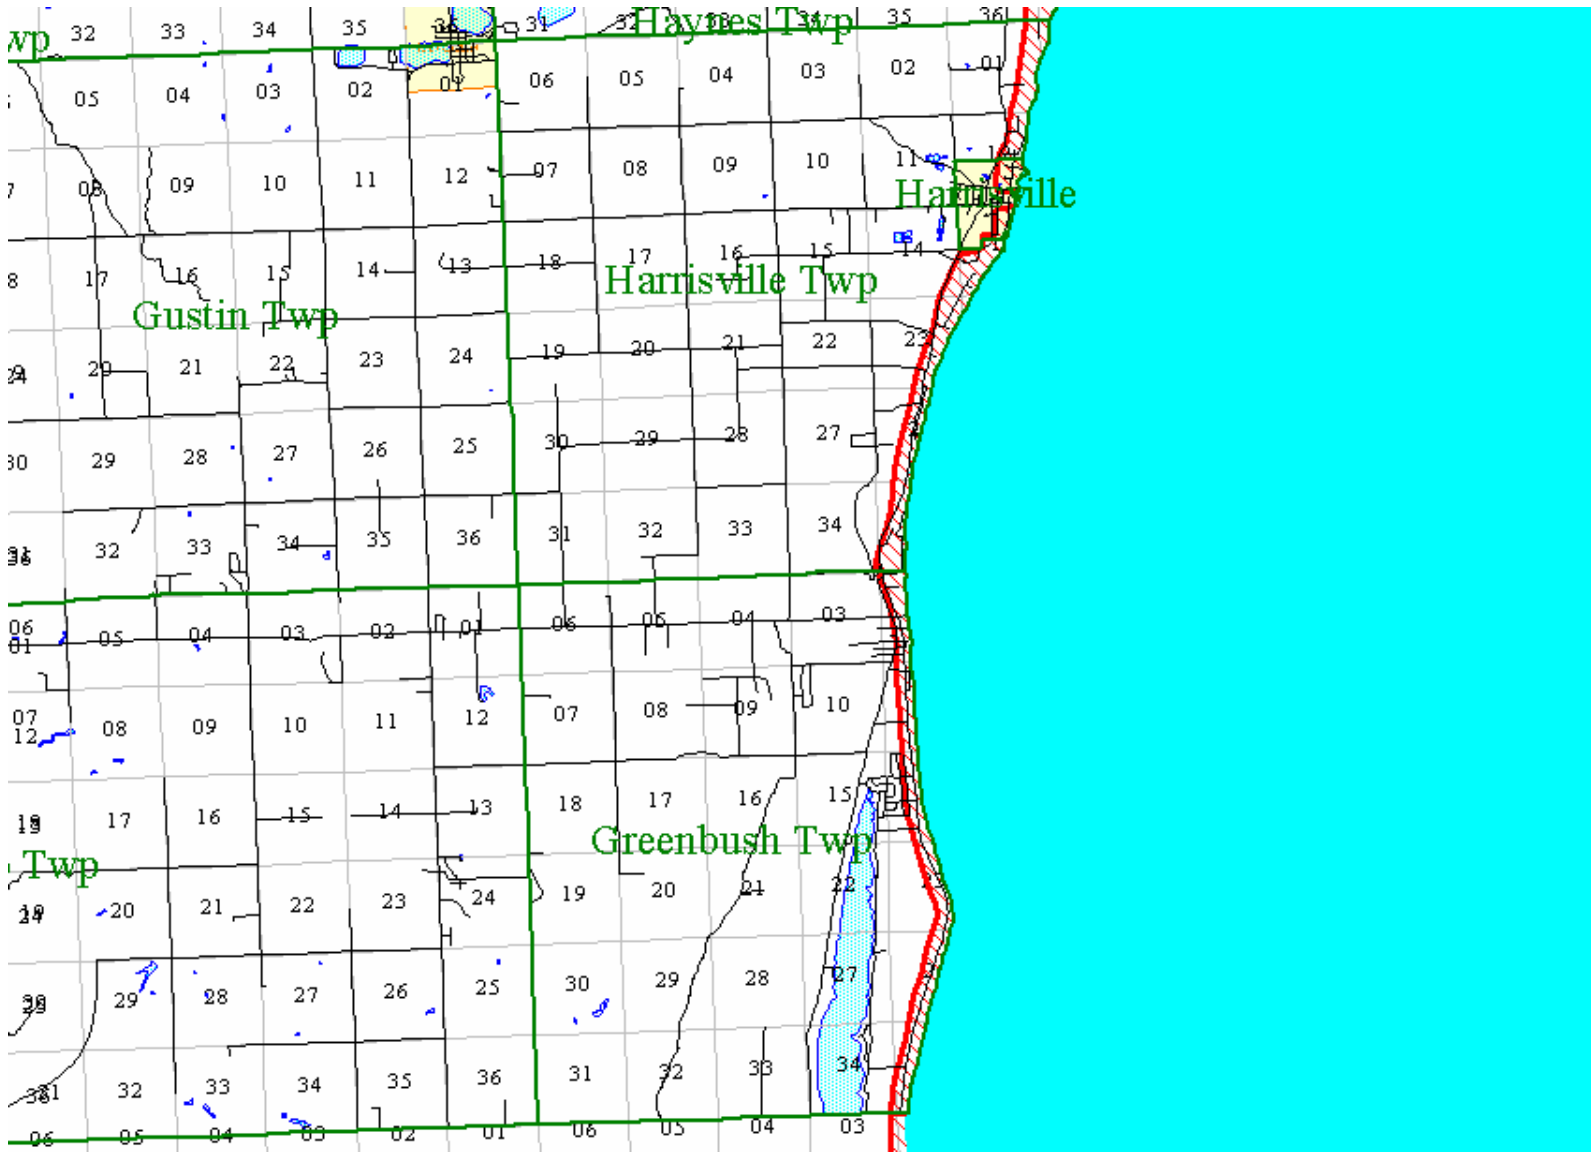 32 33 34 35 36 31 32 33 34 35 36
Haynes Twp
wp
05 04 03 02 01 06 05 04 03 02 01
08 09 10 11 12 07 08 09 10 11
Harrisville
17 16 15 14 13 18 17 16 15 14
Harrisville Twp
Gustin Twp
20 21 22 23 24 19 20 21 22 23
30 29 28 27 26 25 30 29 28 27
32 33 34 35 36 31 32 33 34
06 05 04 03 02 01 06 05 04 03
01
07 08 09 10 11 12 07 08 09 10
12
17 16 15 14 13 18 17 16 15
Greenbush Twp
Twp
20 21 22 23 24 19 20 21 22
29 28 27 26 25 30 29 28 27
32 33 34 35 36 31 32 33 34
06 05 04 03 02 01 06 05 04 03